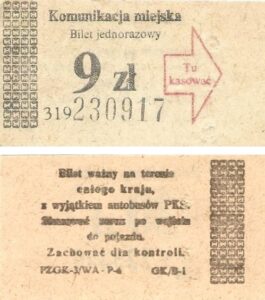 Komunikacja miejska
Bilet jednorazowy
9 zł
Tu
kasować
319230917
Bilet ważny na terenie
całego kraju,
z wyjątkiem autobusów PKS.
Skasować zaraz po wejściu
do pojazdu.
Zachować dla kontroli.
PZGK-3/WA - P-6 GK/B-1